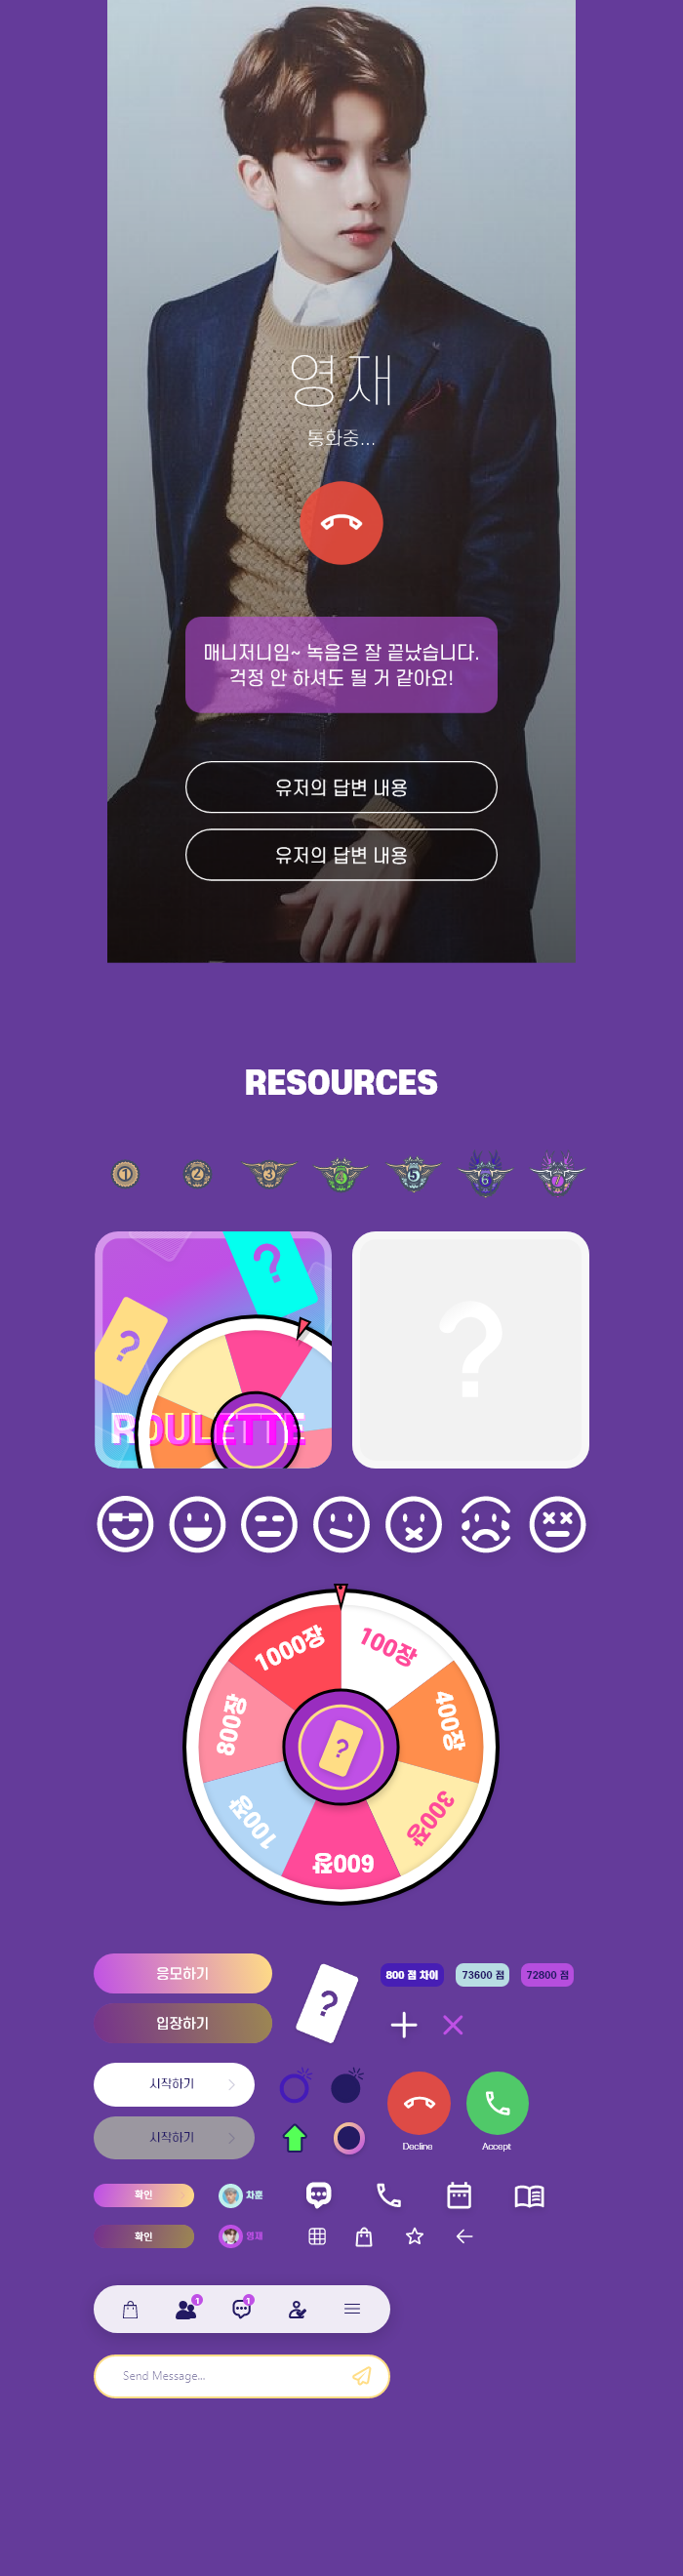 영재
통화중...
매니저니임~ 녹음은 잘 끝났습니다.
걱정 안 하셔도 될 거 같아요!
유저의 답변 내용
유저의 답변 내용
RESOURCES
1 2 3 4 5 6 7
?
?
?
ROULETTE
1000장
100장
800장
400장
100장
300장
600장
?
응모하기
입장하기
?
800 점 차이
73600 점
72800 점
시작하기
시작하기
Decline
Accept
확인
차훈
확인
영재
1
1
Send Message...